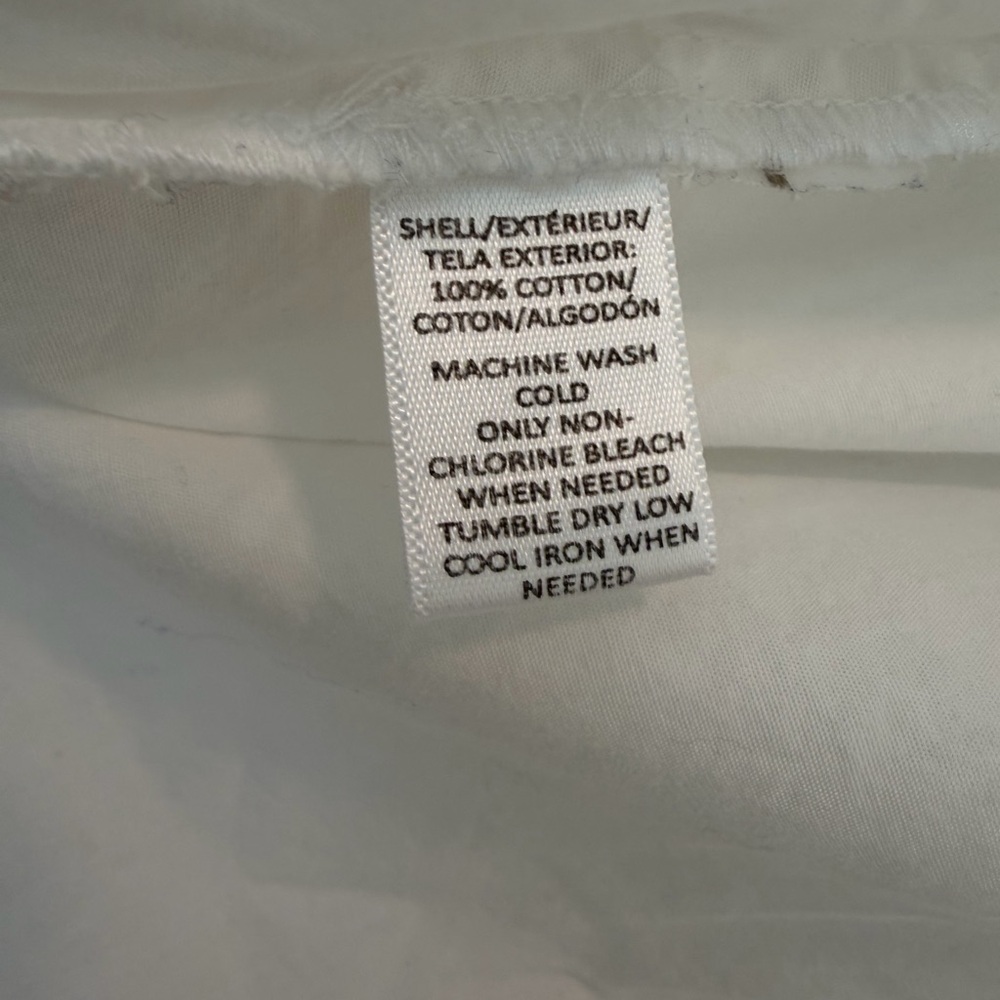 SHELL/EXTÉRIEUR/
TELA EXTERIOR:
100% COTTON/
COTON/ALGODÓN
MACHINE WASH
COLD
ONLY NON-
CHLORINE BLEACH
WHEN NEEDED
TUMBLE DRY LOW
COOL IRON WHEN
NEEDED